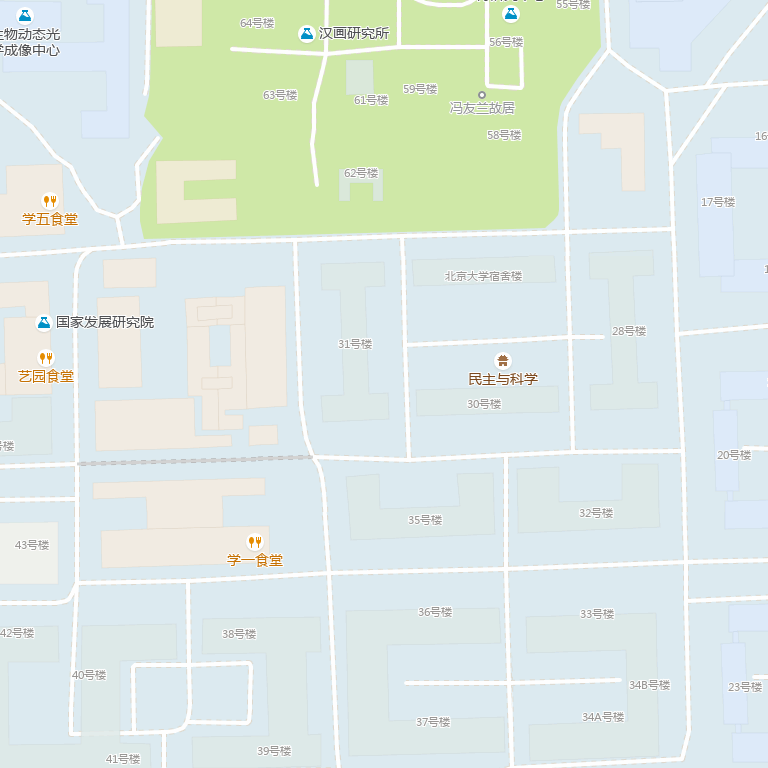 55号楼
64号楼
汉画研究所
生物动态光
学成像中心
56号楼
59号楼
63号楼
61号楼
冯友兰故居
58号楼
62号楼
17号楼
学五食堂
北京大学宿舍楼
国家发展研究院
28号楼
31号楼
艺园食堂
民主与科学
30号楼
20号楼
32号楼
35号楼
43号楼
学一食堂
36号楼
33号楼
42号楼
38号楼
40号楼
34B号楼
23号楼
34A号楼
37号楼
39号楼
41号楼